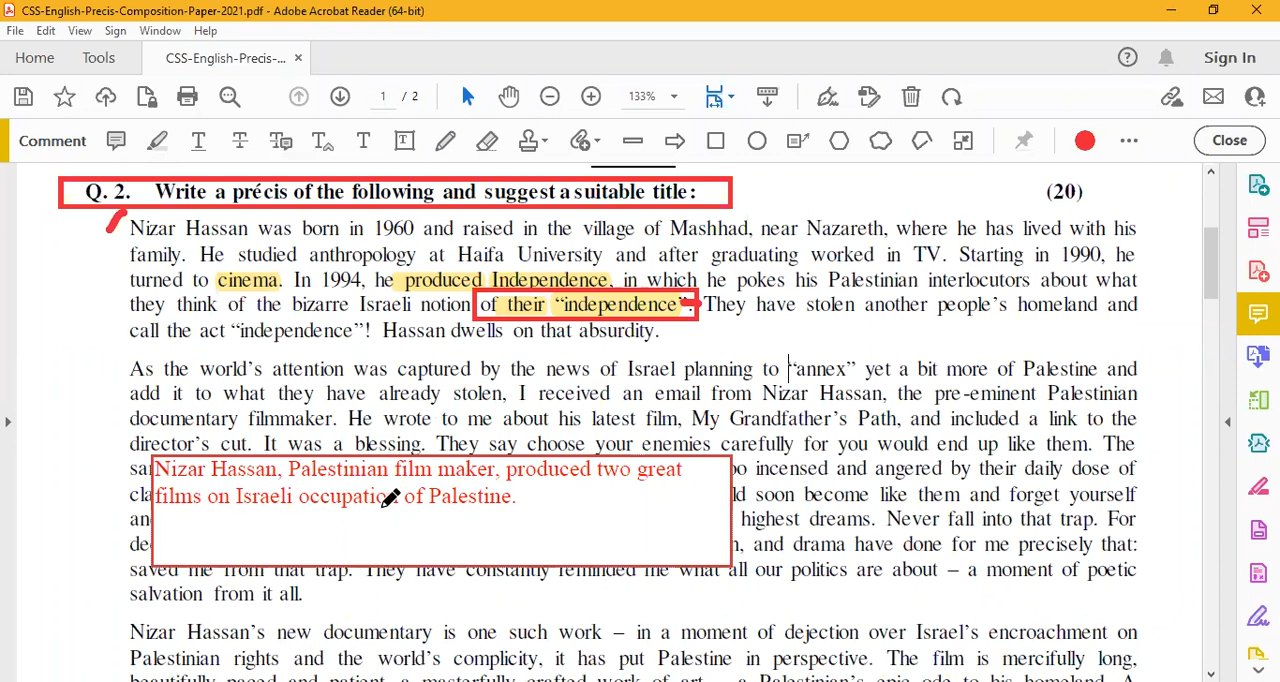 CSS-English-Precis-Composition-Paper-2021.pdf - Adobe Acrobat Reader (64-bit)
File Edit View Sign Window Help
Home Tools CSS-English-Precis-... × Sign In
1 / 2 133%
Comment Close
Q. 2. Write a précis of the following and suggest a suitable title: (20)
Nizar Hassan was born in 1960 and raised in the village of Mashhad, near Nazareth, where he has lived with his
family. He studied anthropology at Haifa University and after graduating worked in TV. Starting in 1990, he
turned to cinema. In 1994, he produced Independence, in which he pokes his Palestinian interlocutors about what
they think of the bizarre Israeli notion of their “independence”. They have stolen another people’s homeland and
call the act “independence”! Hassan dwells on that absurdity.
As the world’s attention was captured by the news of Israel planning to “annex” yet a bit more of Palestine and
add it to what they have already stolen, I received an email from Nizar Hassan, the pre-eminent Palestinian
documentary filmmaker. He wrote to me about his latest film, My Grandfather’s Path, and included a link to the
director’s cut. It was a blessing. They say choose your enemies carefully for you would end up like them. The
incensed and angered by their daily dose of
Nizar Hassan, Palestinian film maker, produced two great
films on Israeli occupation of Palestine.
soon become like them and forget yourself
highest dreams. Never fall into that trap. For
, and drama have done for me precisely that:
saved me from that trap. They have constantly reminded me what all our politics are about – a moment of poetic
salvation from it all.
Nizar Hassan’s new documentary is one such work – in a moment of dejection over Israel’s encroachment on
Palestinian rights and the world’s complicity, it has put Palestine in perspective. The film is mercifully long,
beautifully paced and patient, a masterfully crafted work of art – a Palestinian’s epic ode to his homeland. A